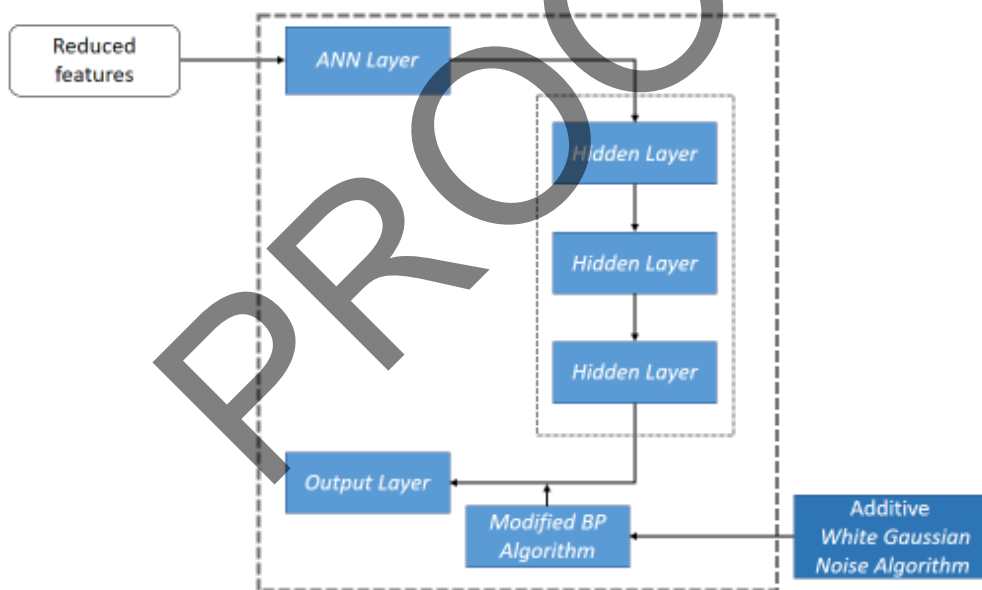 Reduced
features
ANN Layer
Hidden Layer
Hidden Layer
Hidden Layer
Output Layer
Modified BP
Algorithm
Additive
White Gaussian
Noise Algorithm
PROO